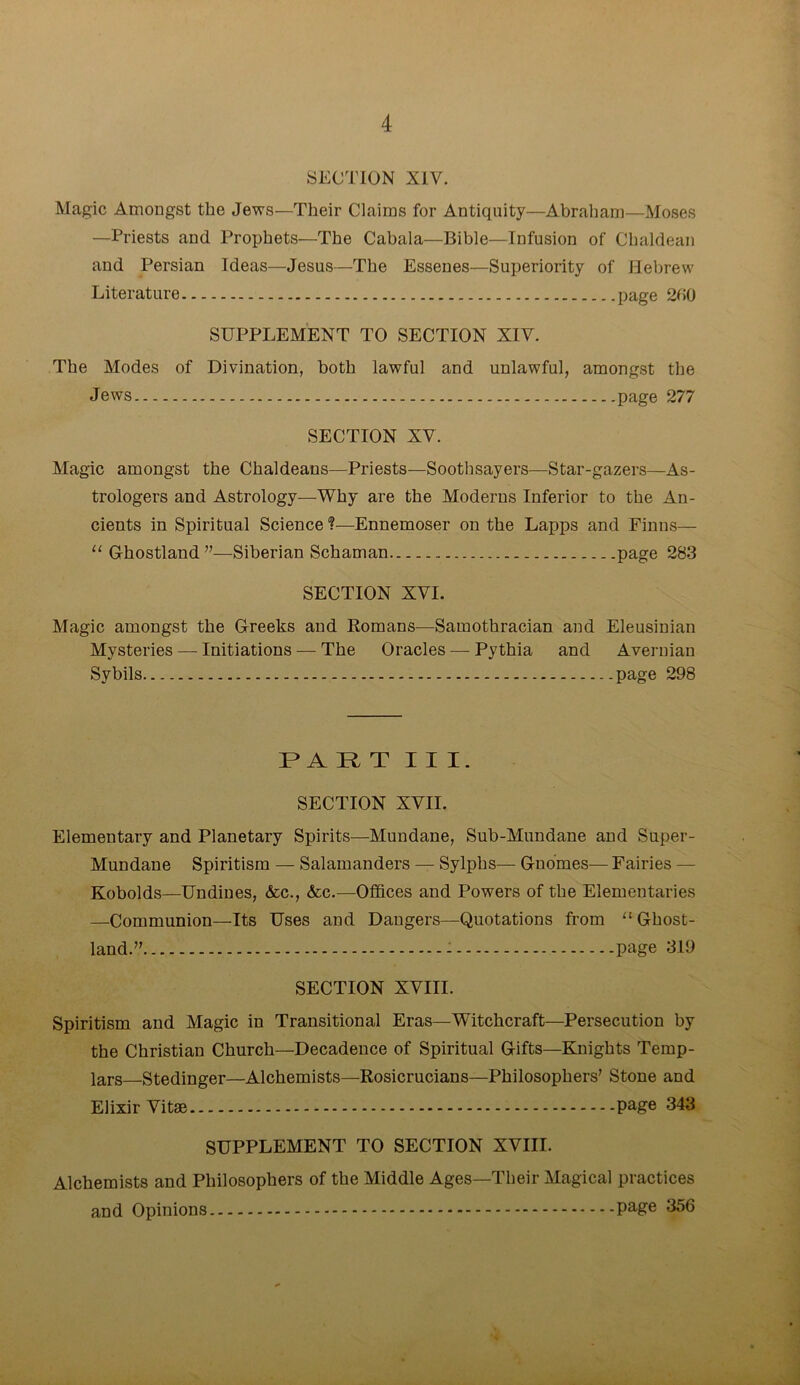 4
SECTION XIV.
Magic Amongst the Jews—Their Claims for Antiquity—Abraham—Moses
—Priests and Prophets—The Cabala—Bible—Infusion of Chaldean
and Persian Ideas—Jesus—The Essenes—Superiority of Hebrew
Literature page 260
SUPPLEMENT TO SECTION XIV.
The Modes of Divination, both lawful and unlawful, amongst the
Jews page 277
SECTION XV.
Magic amongst the Chaldeans—Priests—Soothsayers—Star-gazers—As-
trologers and Astrology—Why are the Moderns Inferior to the An-
cients in Spiritual Science?—Ennemoser on the Lapps and Finns—
“Ghostland”—Siberian Schaman page 283
SECTION XVI.
Magic amongst the Greeks and Romans—Samothracian and Eleusinian
Mysteries — Initiations — The Oracles — Pythia and Avernian
Sybils page 298
PART III.
SECTION XVII.
Elementary and Planetary Spirits—Mundane, Sub-Mundane and Super-
Mundane Spiritism — Salamanders — Sylphs— Gnomes— Fairies —
Kobolds—Undines, &c., &c.—Offices and Powers of the Elementaries
—Communion—Its Uses and Dangers—Quotations from “Ghost-
land.” page 319
SECTION XVIII.
Spiritism and Magic in Transitional Eras—Witchcraft—Persecution by
the Christian Church—Decadence of Spiritual Gifts—Knights Temp-
lars—Stedinger—Alchemists—Rosicrucians—Philosophers’ Stone and
Elixir Vitæ page 343
SUPPLEMENT TO SECTION XVIII.
Alchemists and Philosophers of the Middle Ages—Their Magical practices
and Opinions page 356